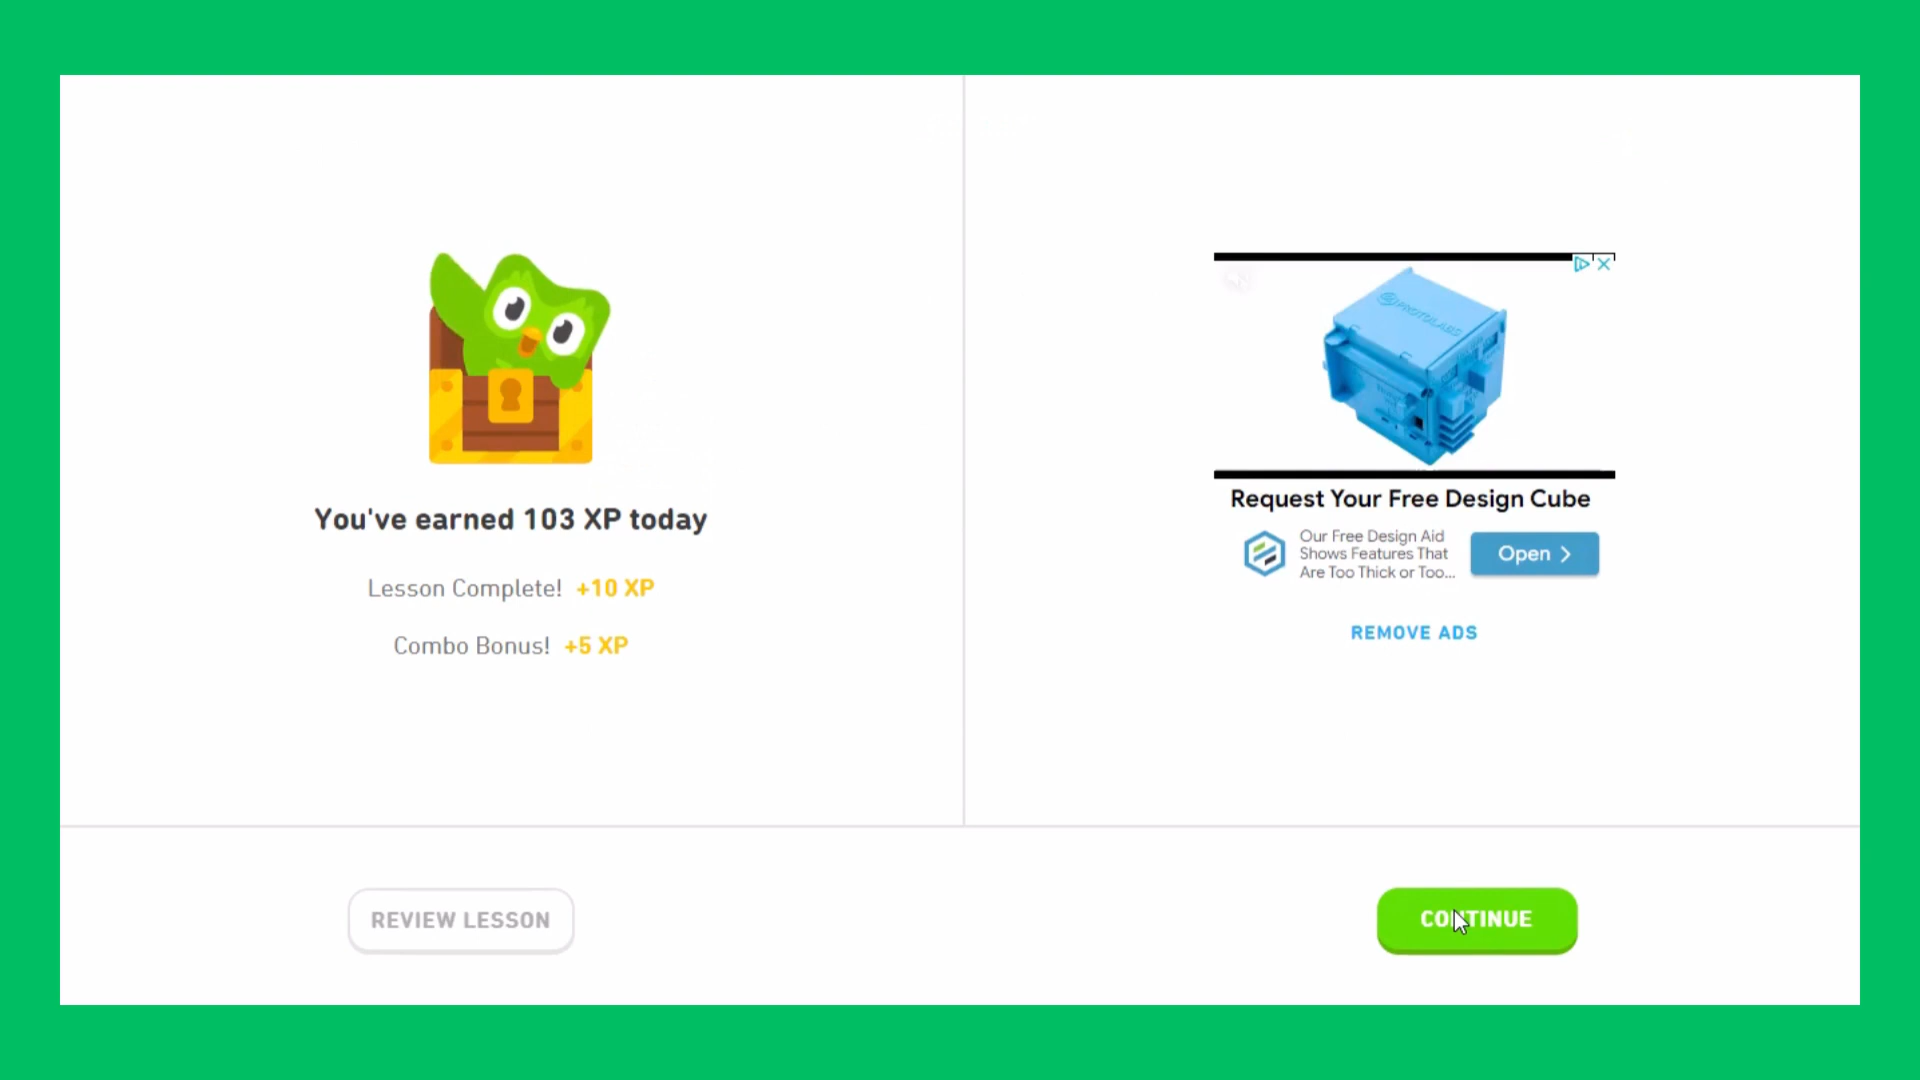 You've earned 103 XP today
Lesson Complete! +10 XP
Combo Bonus! +5 XP
PROTOLABS
Request Your Free Design Cube
Our Free Design Aid
Shows Features That
Are Too Thick or Too...
Open >
REMOVE ADS
REVIEW LESSON
CONTINUE